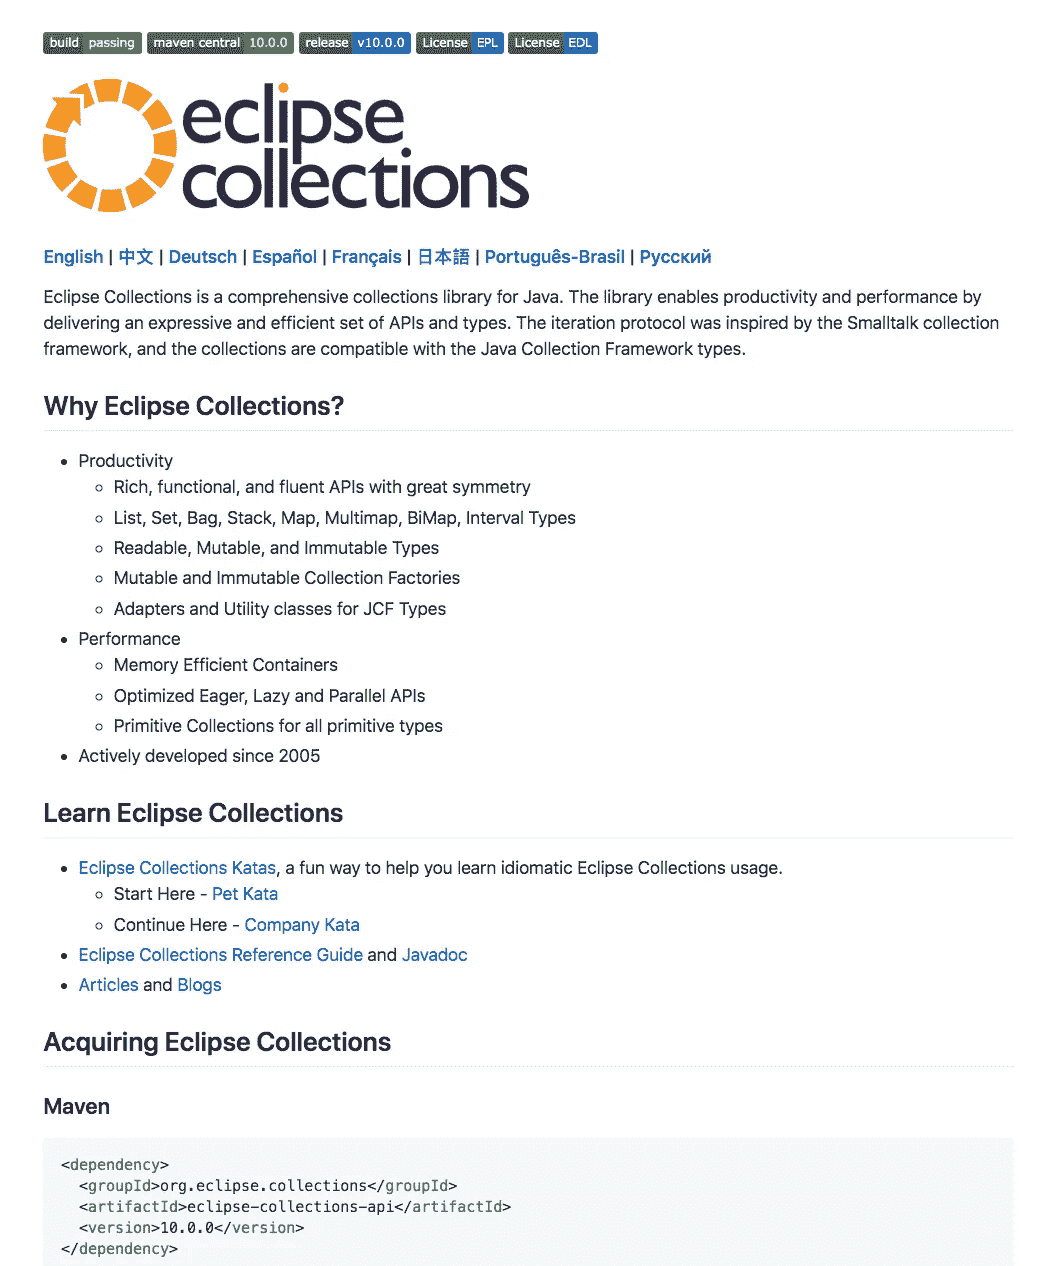 build passing maven central 10.0.0 release v10.0.0 License EPL License EDL
eclipse
collections
English | 中文 | Deutsch | Español | Français | 日本語 | Português-Brasil | Русский
Eclipse Collections is a comprehensive collections library for Java. The library enables productivity and performance by
delivering an expressive and efficient set of APIs and types. The iteration protocol was inspired by the Smalltalk collection
framework, and the collections are compatible with the Java Collection Framework types.
Why Eclipse Collections?
• Productivity
◦ Rich, functional, and fluent APIs with great symmetry
◦ List, Set, Bag, Stack, Map, Multimap, BiMap, Interval Types
◦ Readable, Mutable, and Immutable Types
◦ Mutable and Immutable Collection Factories
◦ Adapters and Utility classes for JCF Types
• Performance
◦ Memory Efficient Containers
◦ Optimized Eager, Lazy and Parallel APIs
◦ Primitive Collections for all primitive types
• Actively developed since 2005
Learn Eclipse Collections
• Eclipse Collections Katas, a fun way to help you learn idiomatic Eclipse Collections usage.
◦ Start Here - Pet Kata
◦ Continue Here - Company Kata
• Eclipse Collections Reference Guide and Javadoc
• Articles and Blogs
Acquiring Eclipse Collections
Maven
<dependency>
  <groupId>org.eclipse.collections</groupId>
  <artifactId>eclipse-collections-api</artifactId>
  <version>10.0.0</version>
</dependency>